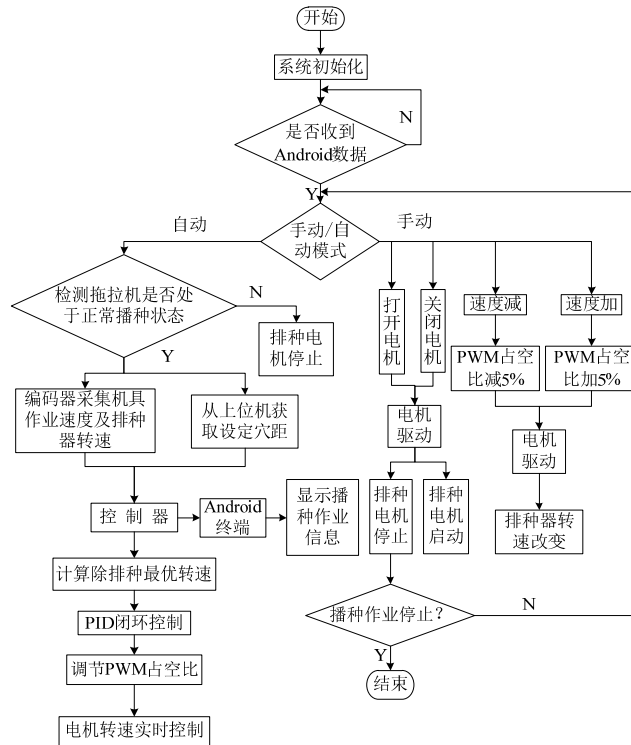 开始
系统初始化
N
是否收到
Android数据
Y
自动
手动/自
动模式
手动
检测拖拉机是否处
于正常播种状态
N
排种电
机停止
Y
打开电机
关闭电机
速度减
速度加
PWM占空
比减5%
PWM占空
比加5%
编码器采集机具
作业速度及排种
器转速
从上位机获
取设定穴距
电机
驱动
电机
驱动
控 制 器
Android
终端
显示播
种作业
信息
排种
电机
停止
排种
电机
启动
排种器转
速改变
计算除排种最优转速
PID闭环控制
调节PWM占空比
电机转速实时控制
播种作业停止?
N
Y
结束